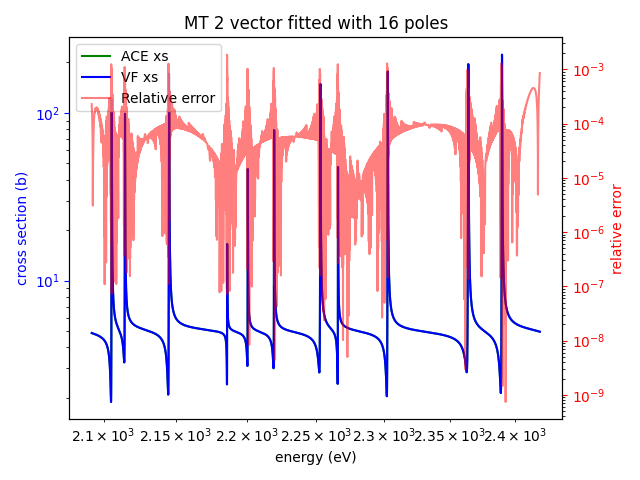 MT 2 vector fitted with 16 poles
ACE xs
VF xs
Relative error
cross section (b)
10²
10¹
relative error
10⁻³
10⁻⁴
10⁻⁵
10⁻⁶
10⁻⁷
10⁻⁸
10⁻⁹
2.1 × 10³ 2.15 × 10³ 2.2 × 10³ 2.25 × 10³ 2.3 × 10³ 2.35 × 10³ 2.4 × 10³
energy (eV)